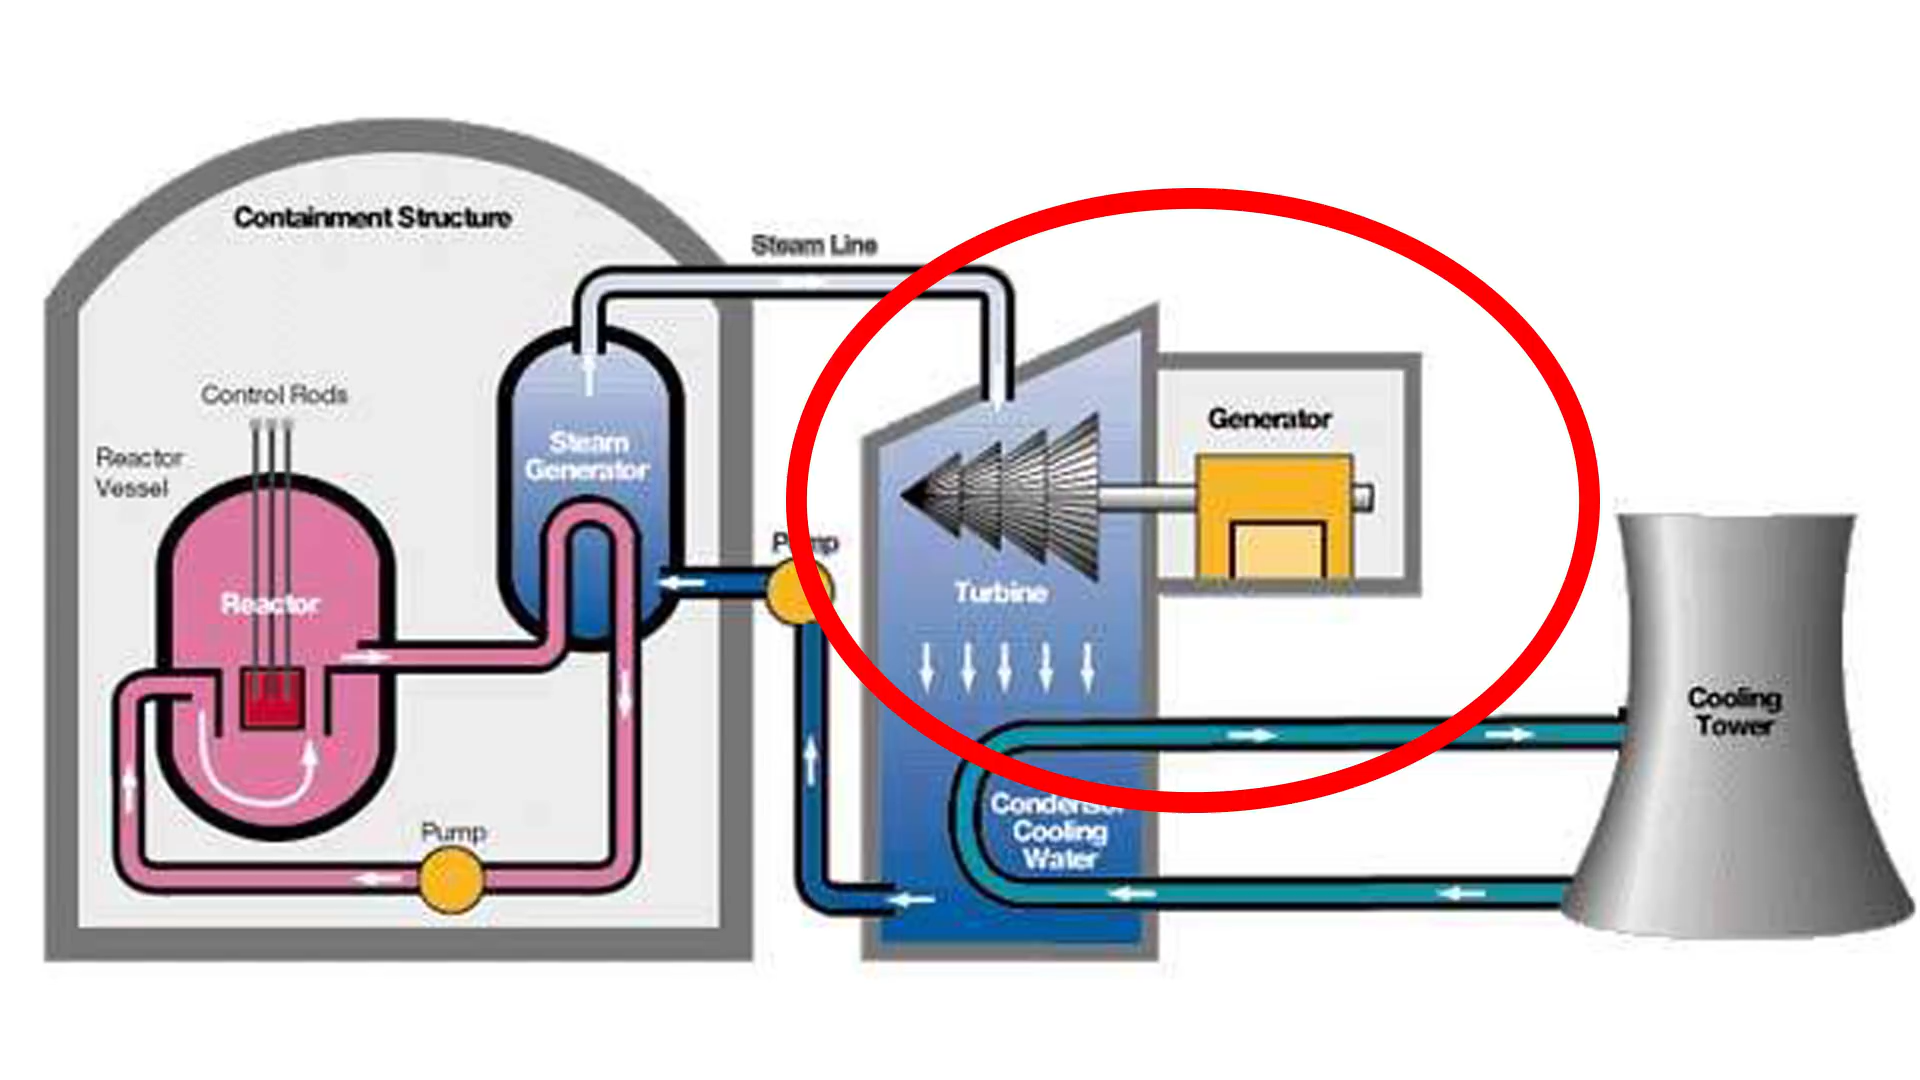 Containment Structure
Steam Line
Control Rods
Reactor
Vessel
Steam
Generator
Generator
Pump
Turbine
Reactor
Cooling
Tower
Condensor
Cooling
Water
Pump